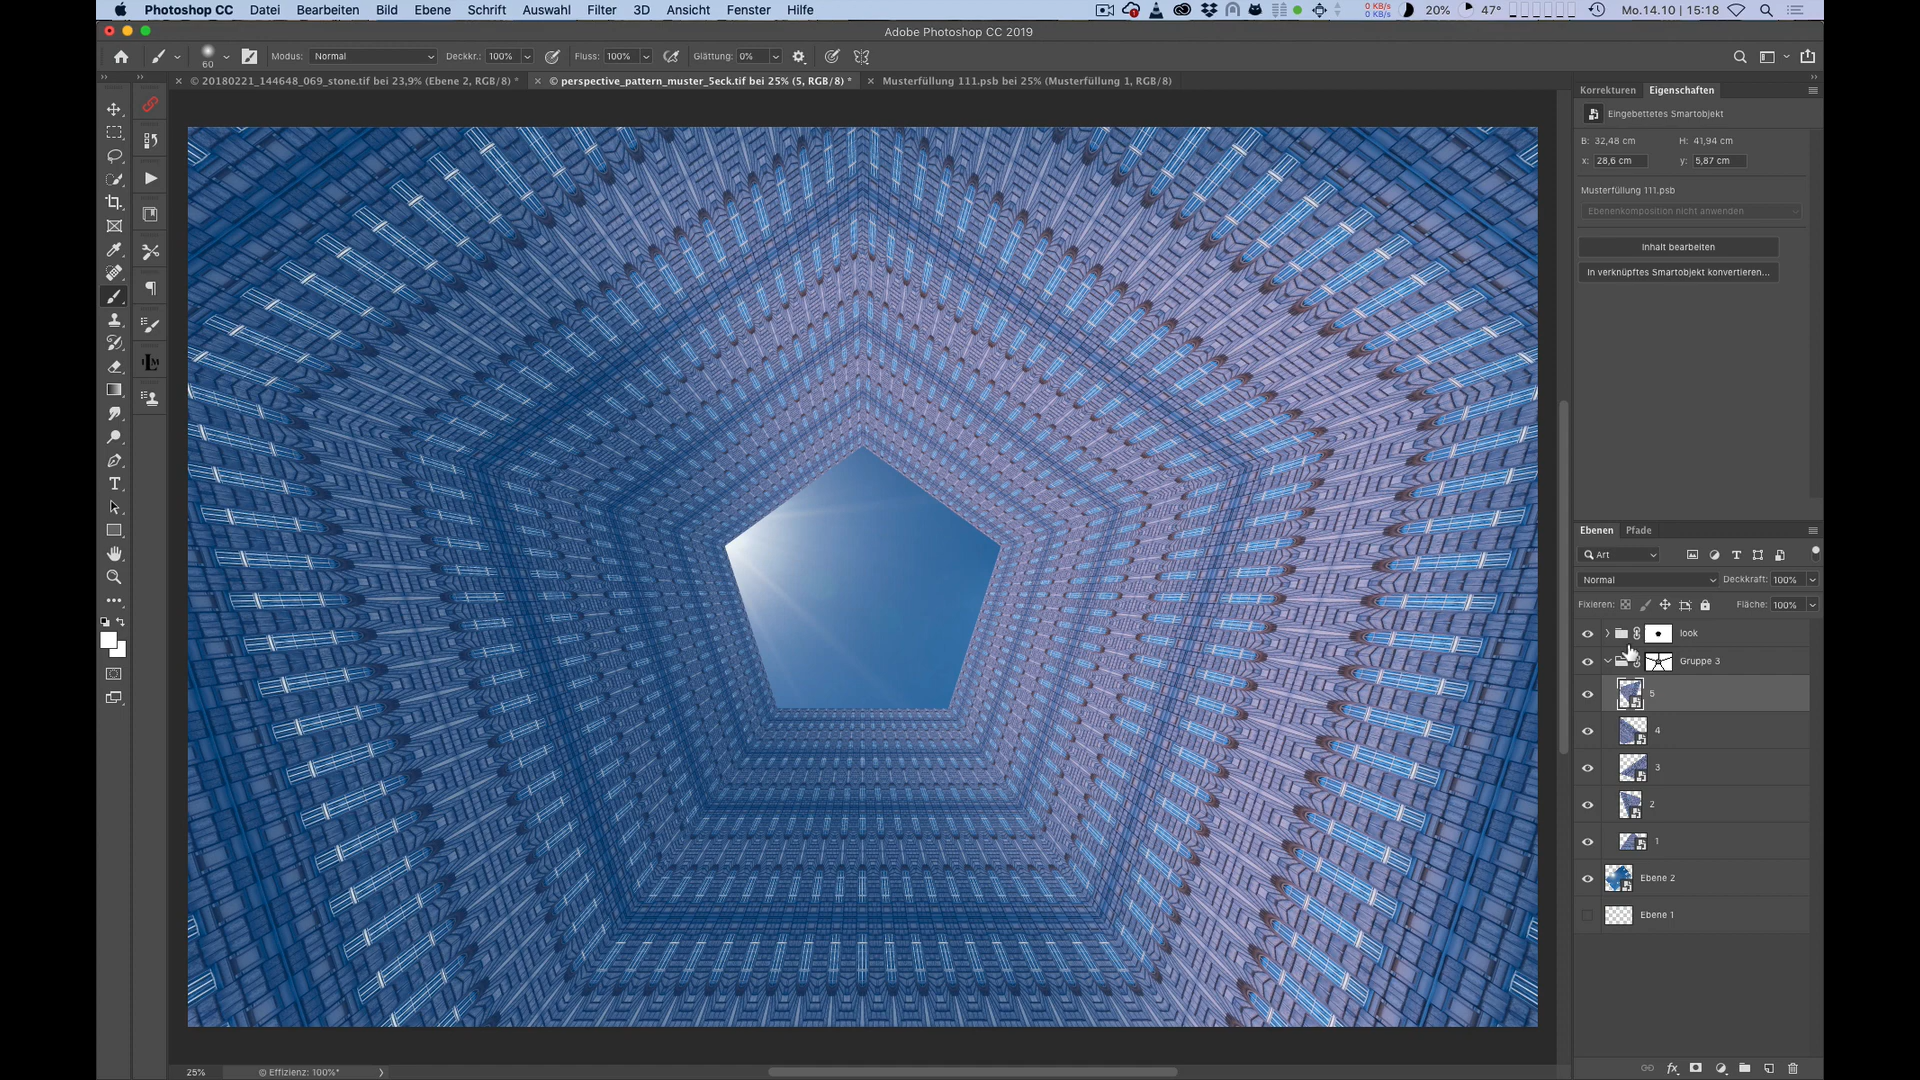 Photoshop CC Datei Bearbeiten Bild Ebene Schrift Auswahl Filter 3D Ansicht Fenster Hilfe 0 KB/s 0 KB/s 20% 47° Mo.14.10 | 15:18
Adobe Photoshop CC 2019
60 Modus: Normal Deckkr.: 100% Fluss: 100% Glättung: 0%
× © 20180221_144648_069_stone.tif bei 23,9% (Ebene 2, RGB/8) * × © perspective_pattern_muster_5eck.tif bei 25% (5, RGB/8) * × Musterfüllung 111.psb bei 25% (Musterfüllung 1, RGB/8)
Korrekturen Eigenschaften
Eingebettetes Smartobjekt
B: 32,48 cm H: 41,94 cm
x: 28,6 cm y: 5,87 cm
Musterfüllung 111.psb
Ebenenkomposition nicht anwenden
Inhalt bearbeiten
In verknüpftes Smartobjekt konvertieren...
Ebenen Pfade
Art
Normal Deckkraft: 100%
Fixieren: Fläche: 100%
look
Gruppe 3
5
4
3
2
1
Ebene 2
Ebene 1
25% © Effizienz: 100%*